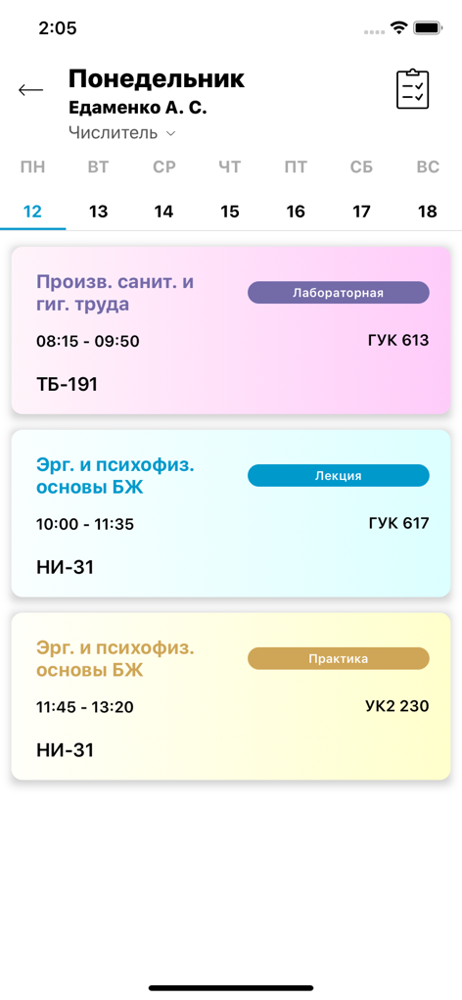 2:05
Понедельник
Едаменко А. С.
Числитель
ПН ВТ СР ЧТ ПТ СБ ВС
12 13 14 15 16 17 18
Произв. санит. и
гиг. труда
Лабораторная
08:15 - 09:50
ГУК 613
ТБ-191
Эрг. и психофиз.
основы БЖ
Лекция
10:00 - 11:35
ГУК 617
НИ-31
Эрг. и психофиз.
основы БЖ
Практика
11:45 - 13:20
УК2 230
НИ-31